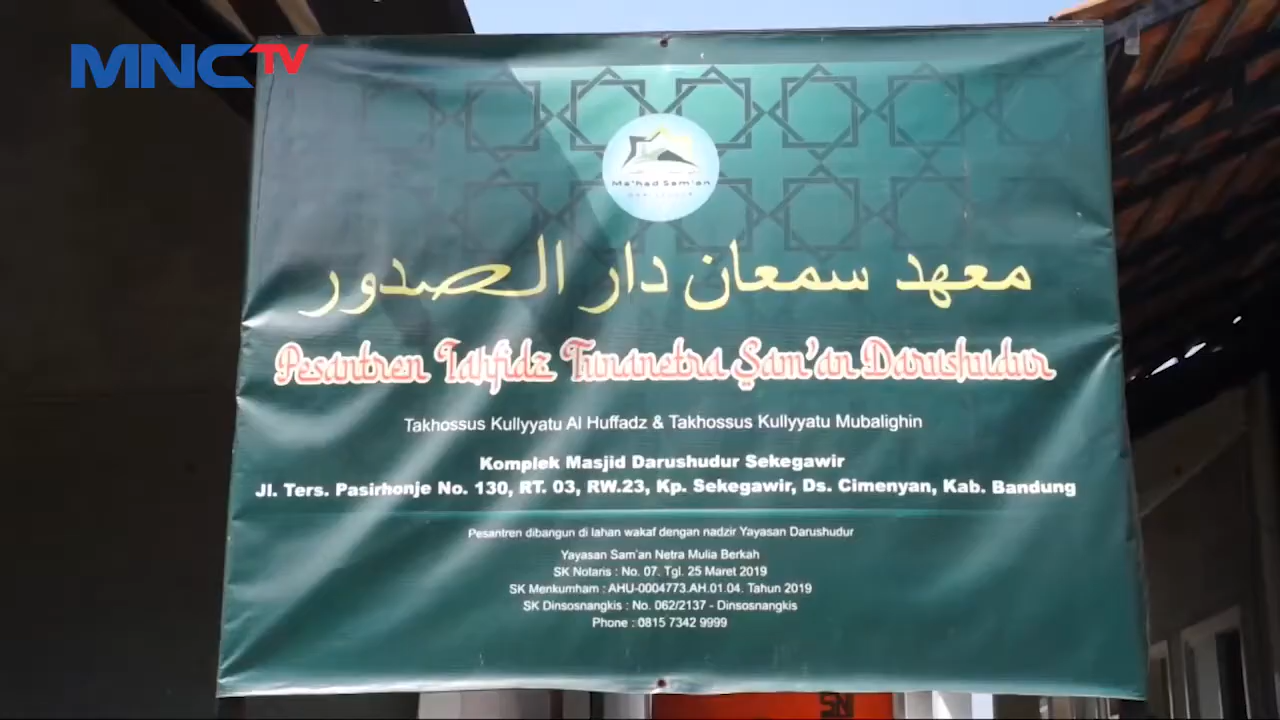 MNCTV
Ma'had Sam'an
معهد سمعان دار الصدور
Pesantren Tahfidz Tunanetra Sam'an Darushudur
Takhossus Kullyyatu Al Huffadz & Takhossus Kullyyatu Mubalighin
Komplek Masjid Darushudur Sekegawir
Jl. Ters. Pasirhonje No. 130, RT. 03, RW.23, Kp. Sekegawir, Ds. Cimenyan, Kab. Bandung
Pesantren dibangun di lahan wakaf dengan nadzir Yayasan Darushudur
Yayasan Sam'an Netra Mulia Berkah
SK Notaris : No. 07. Tgl. 25 Maret 2019
SK Menkumham : AHU-0004773.AH.01.04. Tahun 2019
SK Dinsosnangkis : No. 062/2137 - Dinsosnangkis
Phone : 0815 7342 9999